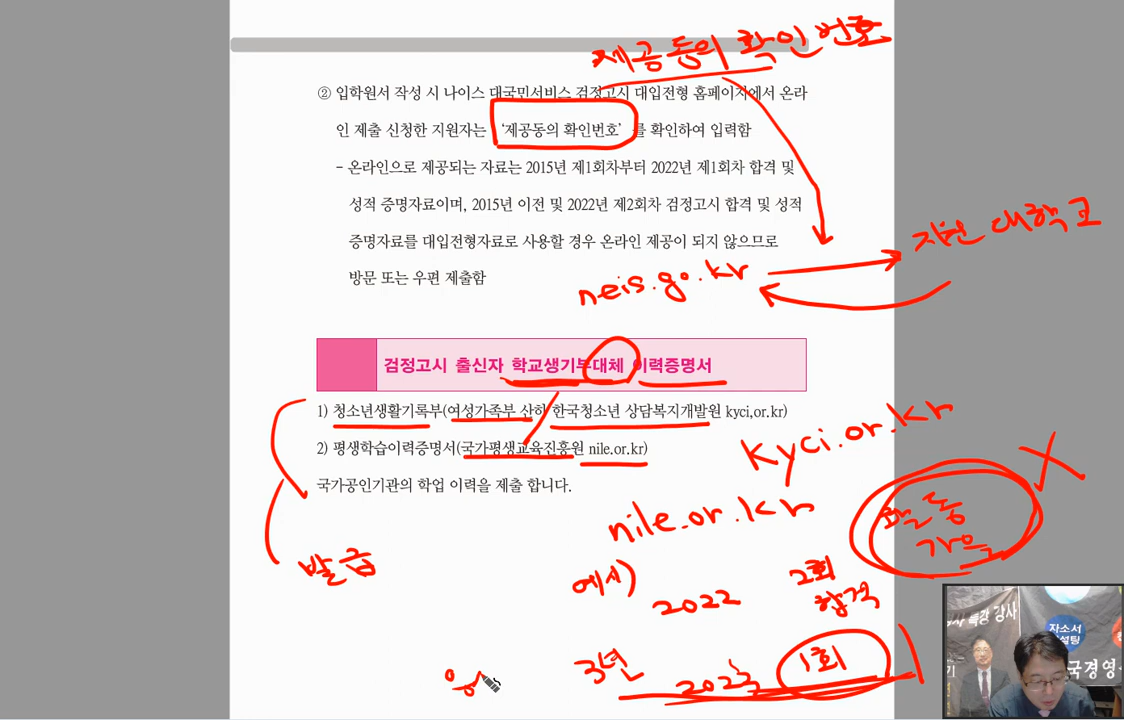 제공동의 확인번호
② 입학원서 작성 시 나이스 대국민서비스 검정고시 대입전형 홈페이지에서 온라
인 제출 신청한 지원자는 '제공동의 확인번호' 를 확인하여 입력함
- 온라인으로 제공되는 자료는 2015년 제1회차부터 2022년 제1회차 합격 및
성적 증명자료이며, 2015년 이전 및 2022년 제2회차 검정고시 합격 및 성적
증명자료를 대입전형자료로 사용할 경우 온라인 제공이 되지 않으므로
방문 또는 우편 제출함
지원 대학교
neis.go.kr
검정고시 출신자 학교생기부대체 이력증명서
1) 청소년생활기록부(여성가족부 산하 한국청소년 상담복지개발원 kyci,or.kr)
2) 평생학습이력증명서(국가평생교육진흥원 nile.or.kr)
국가공인기관의 학업 이력을 제출 합니다.
kyci.or.kr
nile.or.kr
X
발급
예시)
2022
2회
합격
3년
2023
1회
특강 강사
자소서
국경영